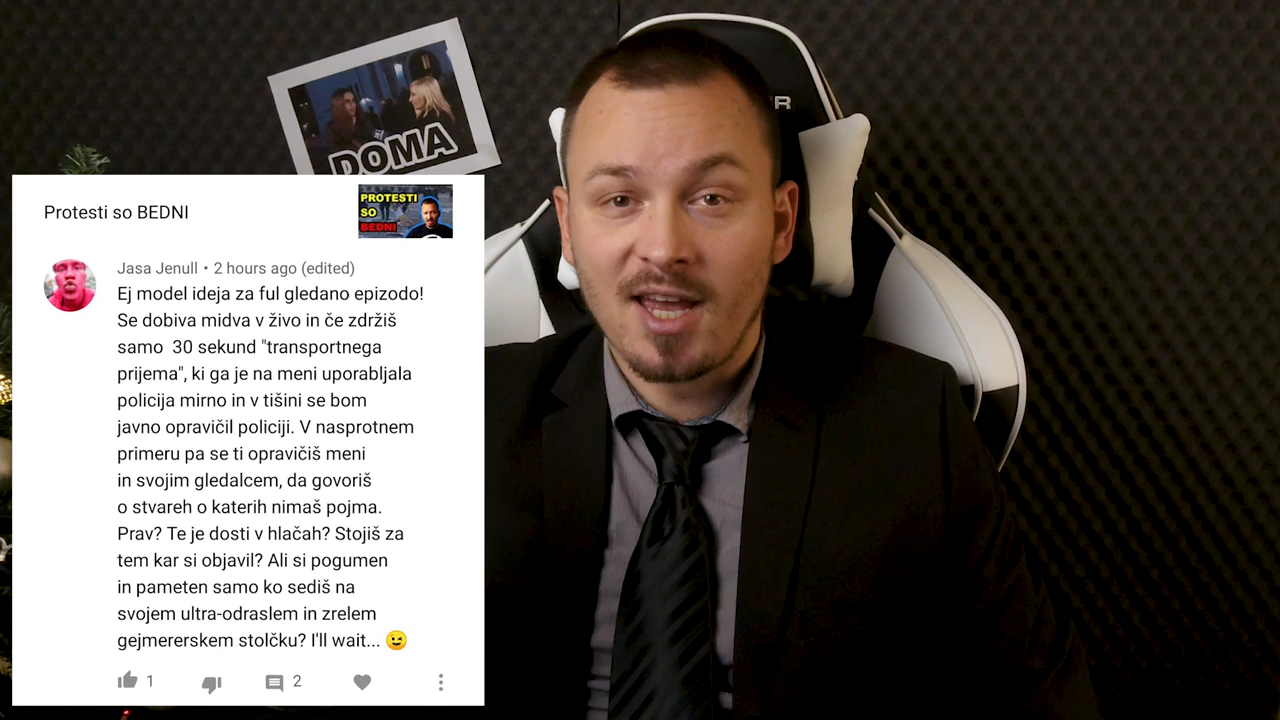 DOMA
R
Protesti so BEDNI
PROTESTI
SO
BEDNI
Jasa Jenull • 2 hours ago (edited)
Ej model ideja za ful gledano epizodo!
Se dobiva midva v živo in če zdržiš
samo  30 sekund "transportnega
prijema", ki ga je na meni uporabljala
policija mirno in v tišini se bom
javno opravičil policiji. V nasprotnem
primeru pa se ti opravičiš meni
in svojim gledalcem, da govoriš
o stvareh o katerih nimaš pojma.
Prav? Te je dosti v hlačah? Stojiš za
tem kar si objavil? Ali si pogumen
in pameten samo ko sediš na
svojem ultra-odraslem in zrelem
gejmererskem stolčku? I'll wait... 😉
1
2